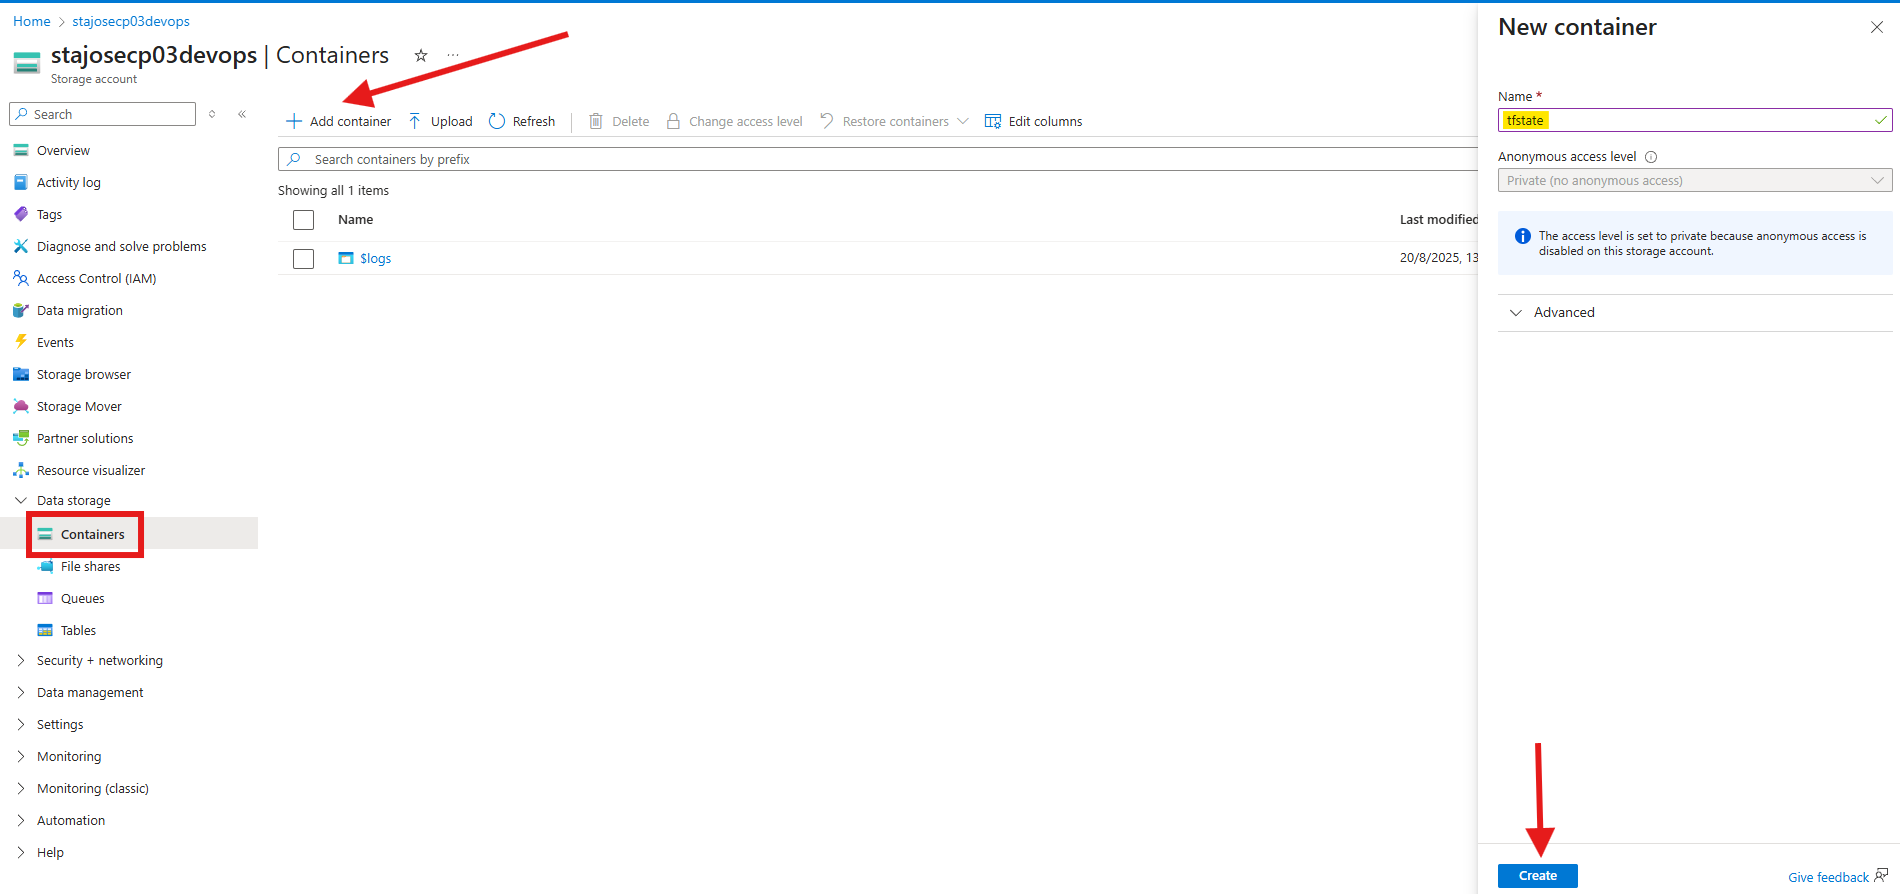 Home > stajosecp03devops
stajosecp03devops | Containers
Storage account
Search
Overview
Activity log
Tags
Diagnose and solve problems
Access Control (IAM)
Data migration
Events
Storage browser
Storage Mover
Partner solutions
Resource visualizer
Data storage
Containers
File shares
Queues
Tables
Security + networking
Data management
Settings
Monitoring
Monitoring (classic)
Automation
Help
Add container Upload Refresh Delete Change access level Restore containers Edit columns
Search containers by prefix
Showing all 1 items
Name Last modified
$logs 20/8/2025, 13
New container
Name *
tfstate
Anonymous access level
Private (no anonymous access)
The access level is set to private because anonymous access is
disabled on this storage account.
Advanced
Create
Give feedback